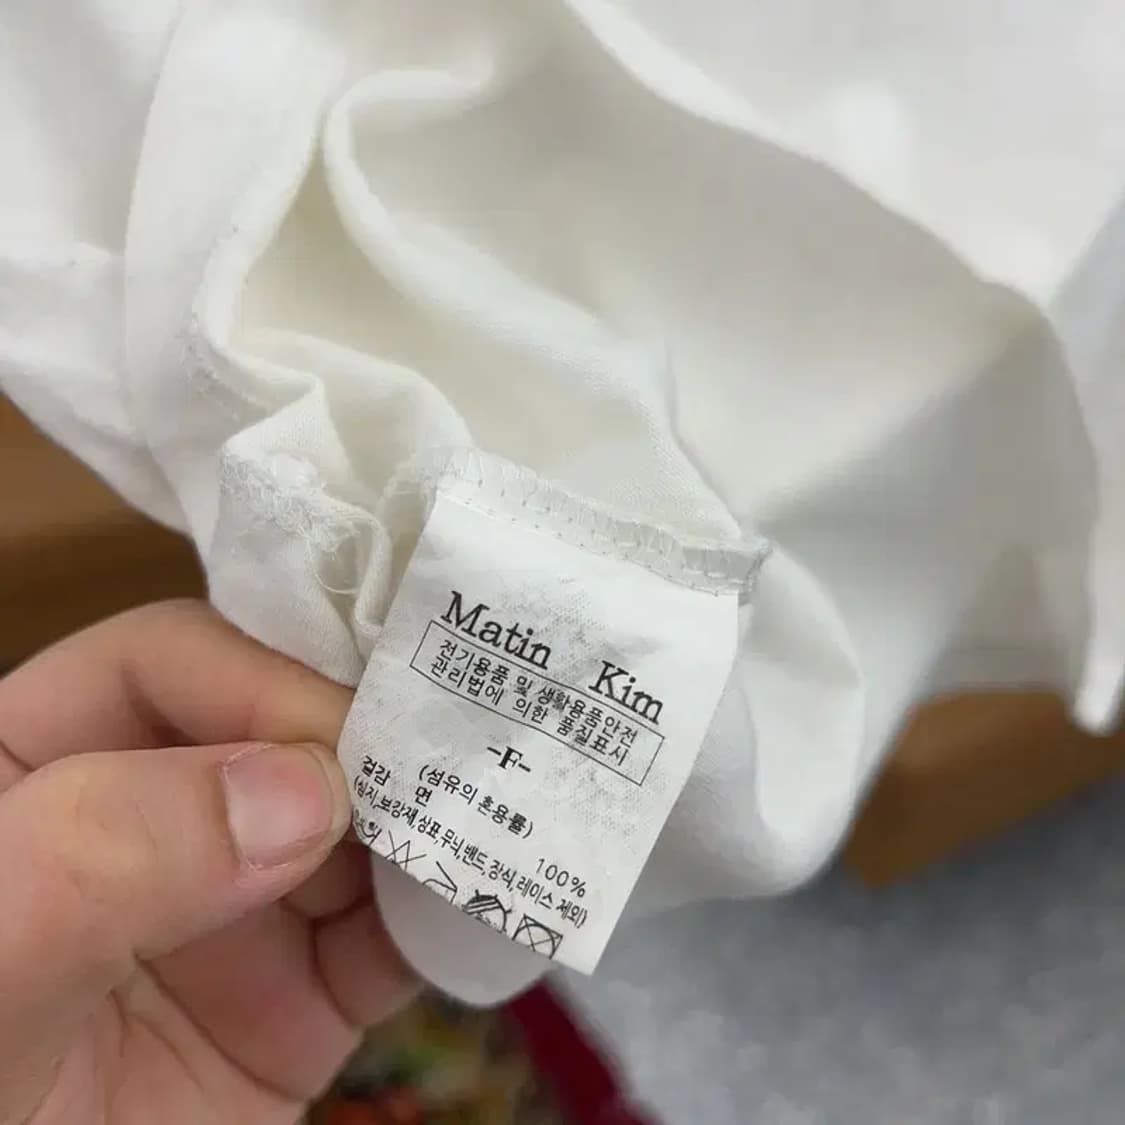 Matin Kim
전기용품 및 생활용품안전
관리법에 의한 품질표시
-F-
(섬유의 혼용률)
겉감 면 100%
(심지,보강재,상표,무늬,밴드,장식,레이스 제외)